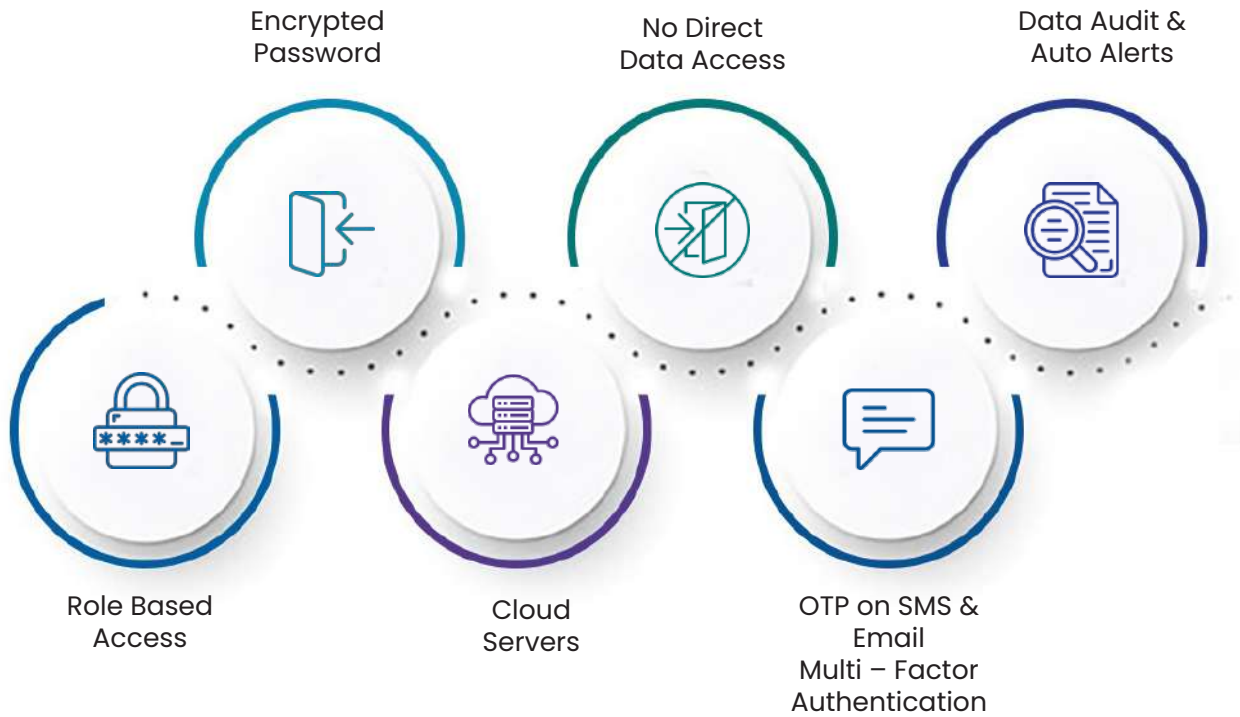 Encrypted
Password
No Direct
Data Access
Data Audit &
Auto Alerts
****_
Role Based
Access
Cloud
Servers
OTP on SMS &
Email
Multi – Factor
Authentication